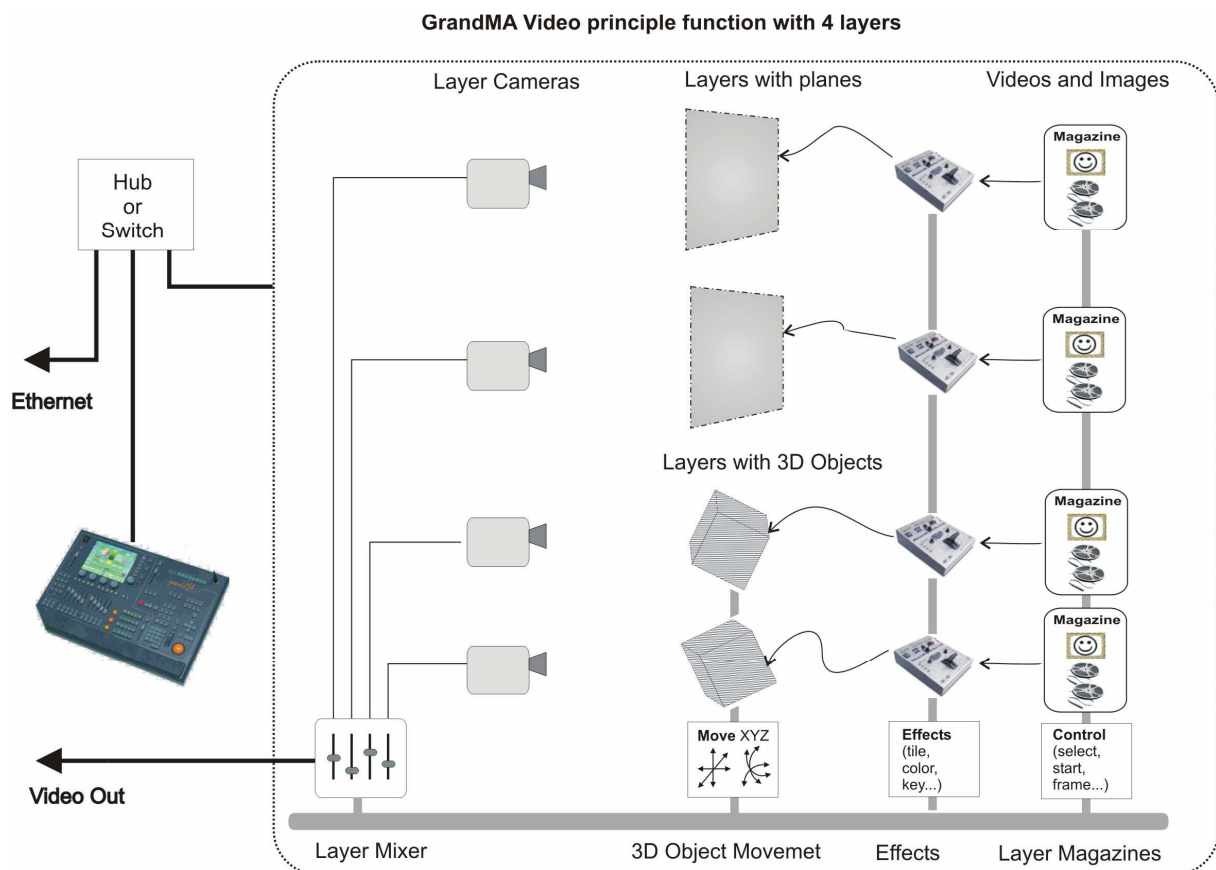 GrandMA Video principle function with 4 layers
Layer Cameras
Layers with planes
Videos and Images
Magazine
Hub
or
Switch
Magazine
Ethernet
Layers with 3D Objects
Magazine
Magazine
Move XYZ
Effects
(tile,
color,
key...)
Control
(select,
start,
frame...)
Video Out
Layer Mixer
3D Object Movemet
Effects
Layer Magazines